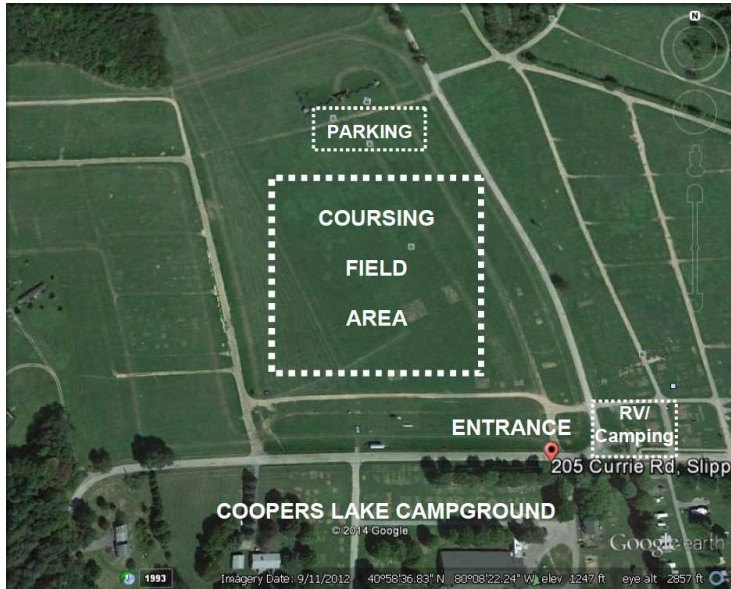 N
PARKING
COURSING
FIELD
AREA
RV/
Camping
ENTRANCE
205 Currie Rd, Slipp
COOPERS LAKE CAMPGROUND
© 2014 Google
Google earth
1993
Imagery Date: 9/11/2012 40°58'36.83" N 80°08'22.24" W elev 1247 ft eye alt 2857 ft